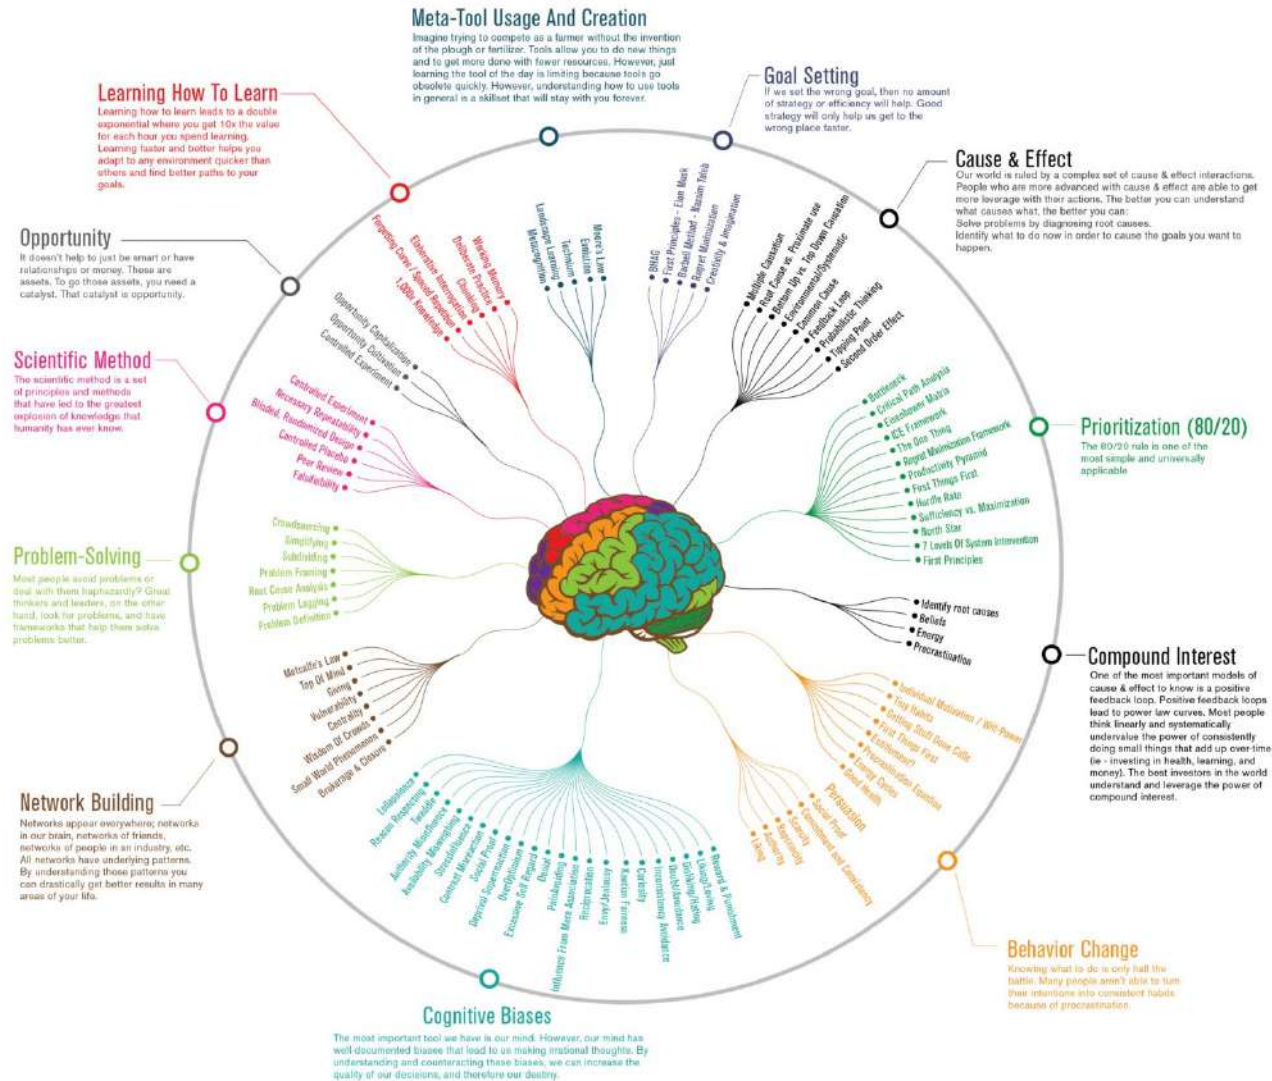 Meta-Tool Usage And Creation
Imagine trying to compete as a farmer without the invention
of the plough or fertilizer. Tools allow you to do new things
and to get more done with fewer resources. However, just
learning the tool of the day is limiting because tools go
obsolete quickly. However, understanding how to use tools
in general is a skillset that will stay with you forever.
Goal Setting
If we set the wrong goal, then no amount
of strategy or efficiency will help. Good
strategy will only help us get to the
wrong place faster.
Learning How To Learn
Learning how to learn leads to a double
exponential where you get 10x the value
for each hour you spend learning.
Learning faster and better helps you
adapt to any environment quicker than
others and find better paths to your
goals.
Cause & Effect
Our world is ruled by a complex set of cause & effect interactions.
People who are more advanced with cause & effect are able to get
more leverage with their actions. The better you can understand
what causes what, the better you can:
Solve problems by diagnosing root causes.
Identify what to do now in order to cause the goals you want to
happen.
Opportunity
It doesn't help to just be smart or have
relationships or money. These are
assets. To go those assets, you need a
catalyst. That catalyst is opportunity.
Scientific Method
The scientific method is a set
of principles and methods
that have led to the greatest
explosion of knowledge that
humanity has ever know.
Prioritization (80/20)
The 80/20 rule is one of the
most simple and universally
applicable
Problem-Solving
Most people avoid problems or
deal with them haphazardly? Great
thinkers and leaders, on the other
hand, look for problems, and have
frameworks that help them solve
problems better.
Compound Interest
One of the most important models of
cause & effect to know is a positive
feedback loop. Positive feedback loops
lead to power law curves. Most people
think linearly and systematically
undervalue the power of consistently
doing small things that add up over-time
(ie - investing in health, learning, and
money). The best investors in the world
understand and leverage the power of
compound interest.
Network Building
Networks appear everywhere; networks
in our brain, networks of friends,
networks of people in an industry, etc.
All networks have underlying patterns.
By understanding those patterns you
can drastically get better results in many
areas of your life.
Behavior Change
Knowing what to do is only half the
battle. Many people aren't able to turn
their intentions into consistent habits
because of procrastination.
Cognitive Biases
The most important tool we have is our mind. However, our mind has
well-documented biases that lead to us making irrational thoughts. By
understanding and counteracting these biases, we can increase the
quality of our decisions, and therefore our destiny.
Forgetting Curve / Spaced Repetition
1,000x Knowledge
Elaborative Interrogation
Chunking
Deliberate Practice
Working Memory
Metacognition
Landscape Learning
Technium
Evolution
Moore's Law
BHAG
First Principles - Elon Musk
Barbell Method - Nassim Taleb
Regret Maximization
Creativity & Imagination
Multiple Causation
Root Cause vs. Proximate use
Bottom Up vs. Top Down Causation
Environmental/Systematic
Common Cause
Feedback Loop
Probabilistic Thinking
Tipping Point
Second Order Effect
Opportunity Capitalization
Opportunity Cultivation
Controlled Experiment
Controlled Experiment
Necessary Repeatability
Blinded, Randomized Design
Controlled Placebo
Peer Review
Falsifiability
Bottleneck
Critical Path Analysis
Eisenhower Matrix
ICE Framework
The One Thing
Regret Maximization Framework
Productivity Pyramid
First Things First
Hurdle Rate
Sufficiency vs. Maximization
North Star
7 Levels Of System Intervention
First Principles
Crowdsourcing
Simplifying
Subdividing
Problem Framing
Root Cause Analysis
Problem Logging
Problem Definition
Identify root causes
Beliefs
Energy
Procrastination
Metcalfe's Law
Top Of Mind
Giving
Vulnerability
Centrality
Wisdom Of Crowds
Small World Phenomenon
Brokerage & Closure
Individual Motivation / Will-Power
Tiny Habits
Getting Stuff Done Cycle
First Things First
Procrastination Equation
Energy Cycles
Good Health
Persuasion
Social Proof
Commitment and Consistency
Scarcity
Reciprocity
Authority
Liking
Lollapalooza
Reason Respecting
Twaddle
Authority Misinfluence
Availability Misweighing
StressInfluence
Contrast Misreaction
Social Proof
Deprival Superreaction
OverOptimism
Excessive Self Regard
Denial
PainAvoiding
Influence From Mere Association
Reciprocation
Envy/Jealousy
Kantian Fairness
Curiosity
Inconsistency Avoidance
Doubt/Avoidance
Disliking/Hating
Liking/Loving
Reward & Punishment